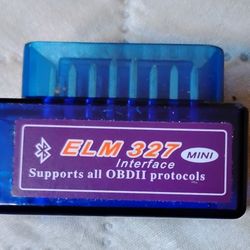 ELM 327 MINI
Interface
Supports all OBDII protocols